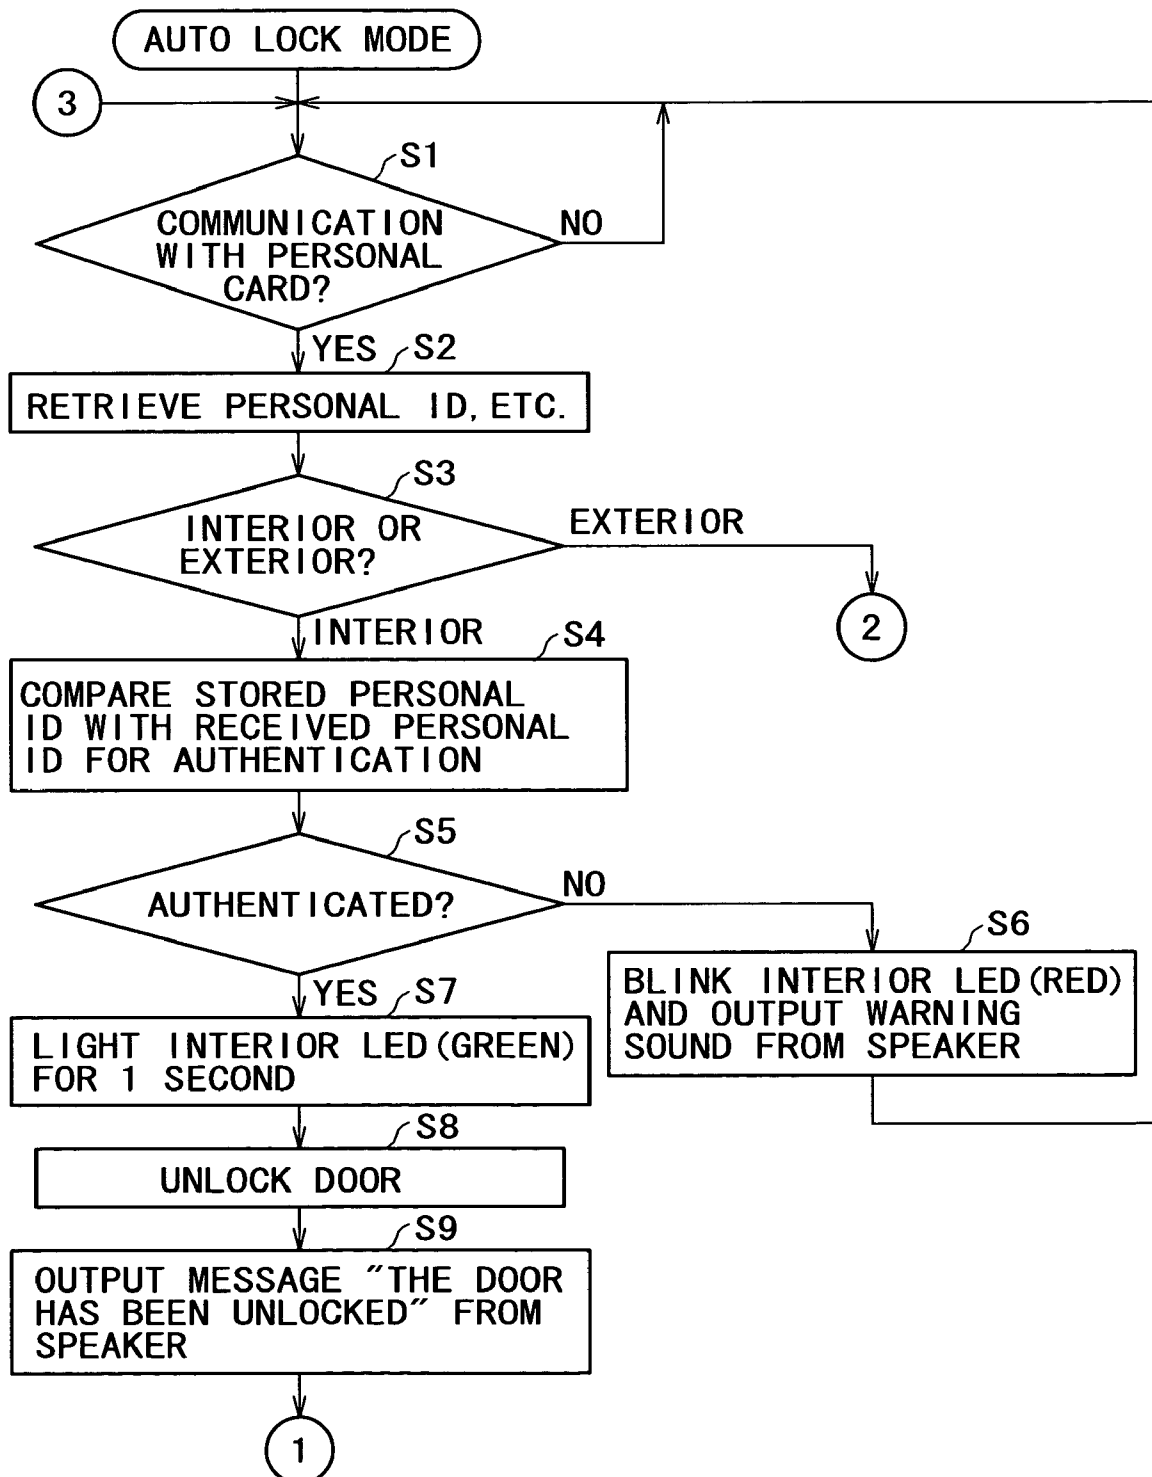 AUTO LOCK MODE
3
S1
COMMUNICATION
WITH PERSONAL
CARD?
NO
YES
S2
RETRIEVE PERSONAL ID, ETC.
S3
INTERIOR OR
EXTERIOR?
EXTERIOR
2
INTERIOR
S4
COMPARE STORED PERSONAL
ID WITH RECEIVED PERSONAL
ID FOR AUTHENTICATION
S5
AUTHENTICATED?
NO
S6
BLINK INTERIOR LED (RED)
AND OUTPUT WARNING
SOUND FROM SPEAKER
YES
S7
LIGHT INTERIOR LED (GREEN)
FOR 1 SECOND
S8
UNLOCK DOOR
S9
OUTPUT MESSAGE "THE DOOR
HAS BEEN UNLOCKED" FROM
SPEAKER
1